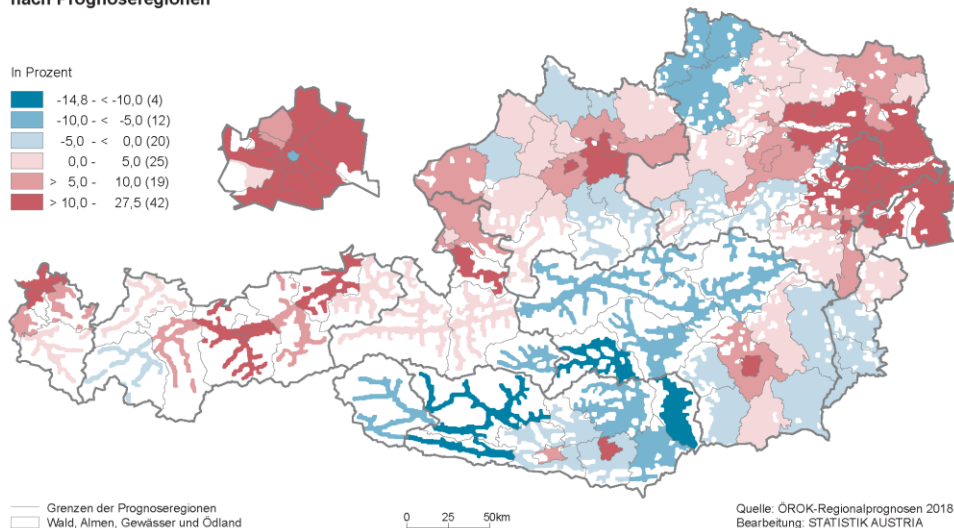 nach Prognoseregionen
In Prozent
-14,8 - < -10,0 (4)
-10,0 - < -5,0 (12)
-5,0 - < 0,0 (20)
0,0 - 5,0 (25)
> 5,0 - 10,0 (19)
> 10,0 - 27,5 (42)
Grenzen der Prognoseregionen
Wald, Almen, Gewässer und Ödland
0 25 50km
Quelle: ÖROK-Regionalprognosen 2018
Bearbeitung: STATISTIK AUSTRIA